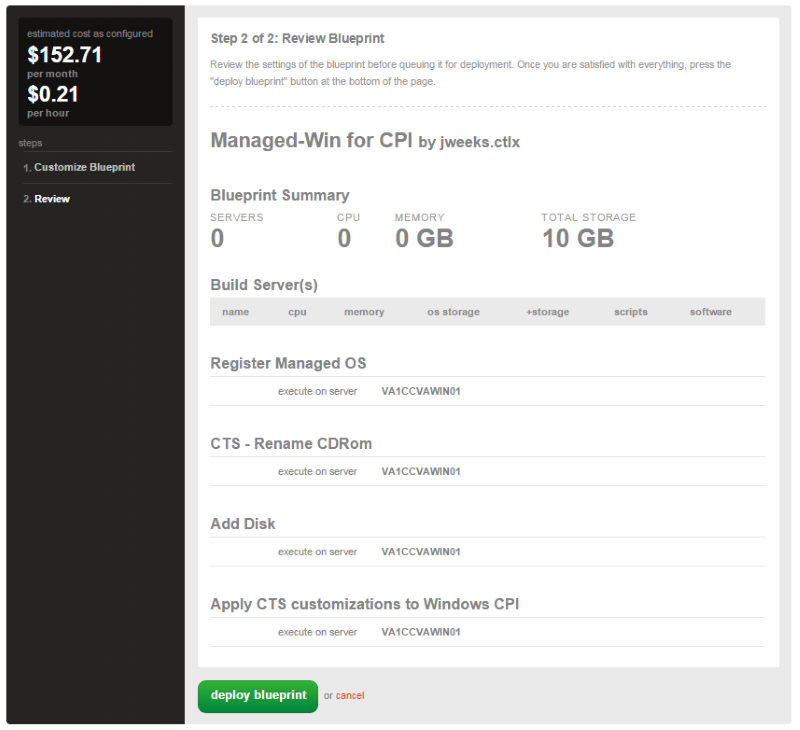 estimated cost as configured
$152.71
per month
$0.21
per hour
steps
1. Customize Blueprint
2. Review
Step 2 of 2: Review Blueprint
Review the settings of the blueprint before queuing it for deployment. Once you are satisfied with everything, press the
"deploy blueprint" button at the bottom of the page.
Managed-Win for CPI by jweeks.ctlx
Blueprint Summary
SERVERS CPU MEMORY TOTAL STORAGE
0 0 0 GB 10 GB
Build Server(s)
name cpu memory os storage +storage scripts software
Register Managed OS
execute on server VA1CCVAWIN01
CTS - Rename CDRom
execute on server VA1CCVAWIN01
Add Disk
execute on server VA1CCVAWIN01
Apply CTS customizations to Windows CPI
execute on server VA1CCVAWIN01
deploy blueprint or cancel